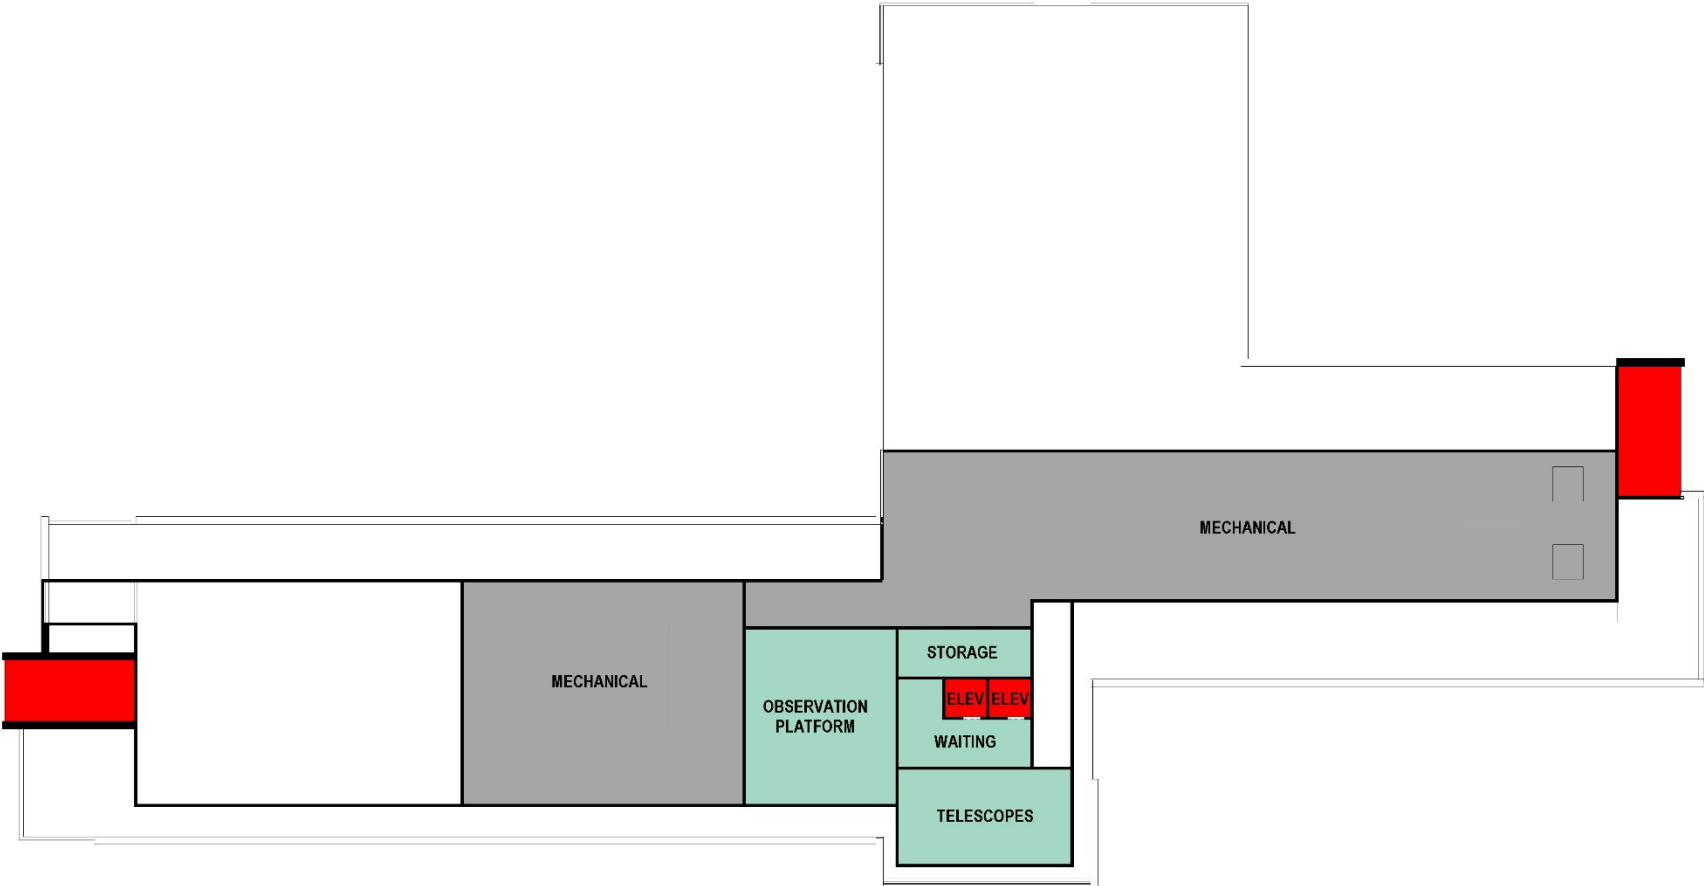 MECHANICAL
STORAGE
MECHANICAL
ELEV ELEV
OBSERVATION
PLATFORM
WAITING
TELESCOPES